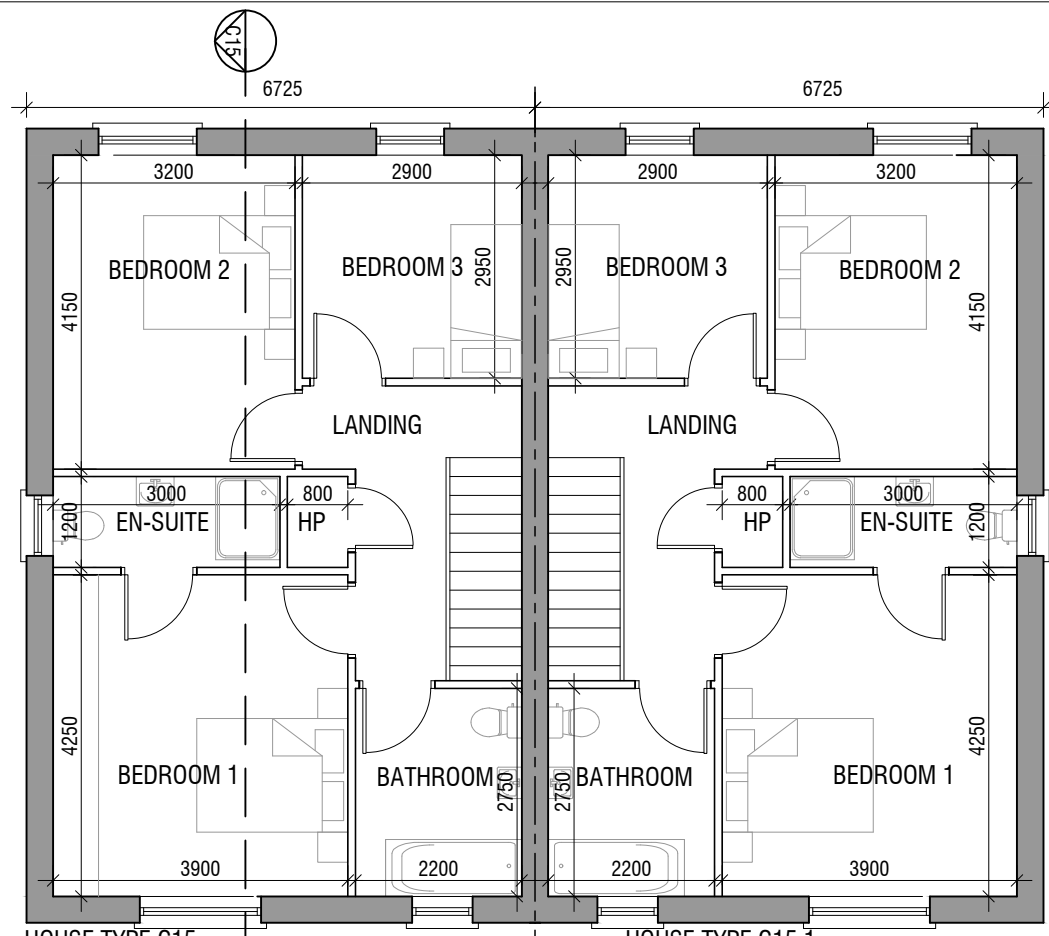 C15
6725 6725
3200 2900 2900 3200
BEDROOM 2 BEDROOM 3 BEDROOM 3 BEDROOM 2
4150 2950 2950 4150
LANDING LANDING
3000 800 800 3000
1200 EN-SUITE HP HP EN-SUITE 1200
4250 4250
BEDROOM 1 BATHROOM BATHROOM BEDROOM 1
2750 2750
3900 2200 2200 3900
HOUSE TYPE C15 HOUSE TYPE C15.1